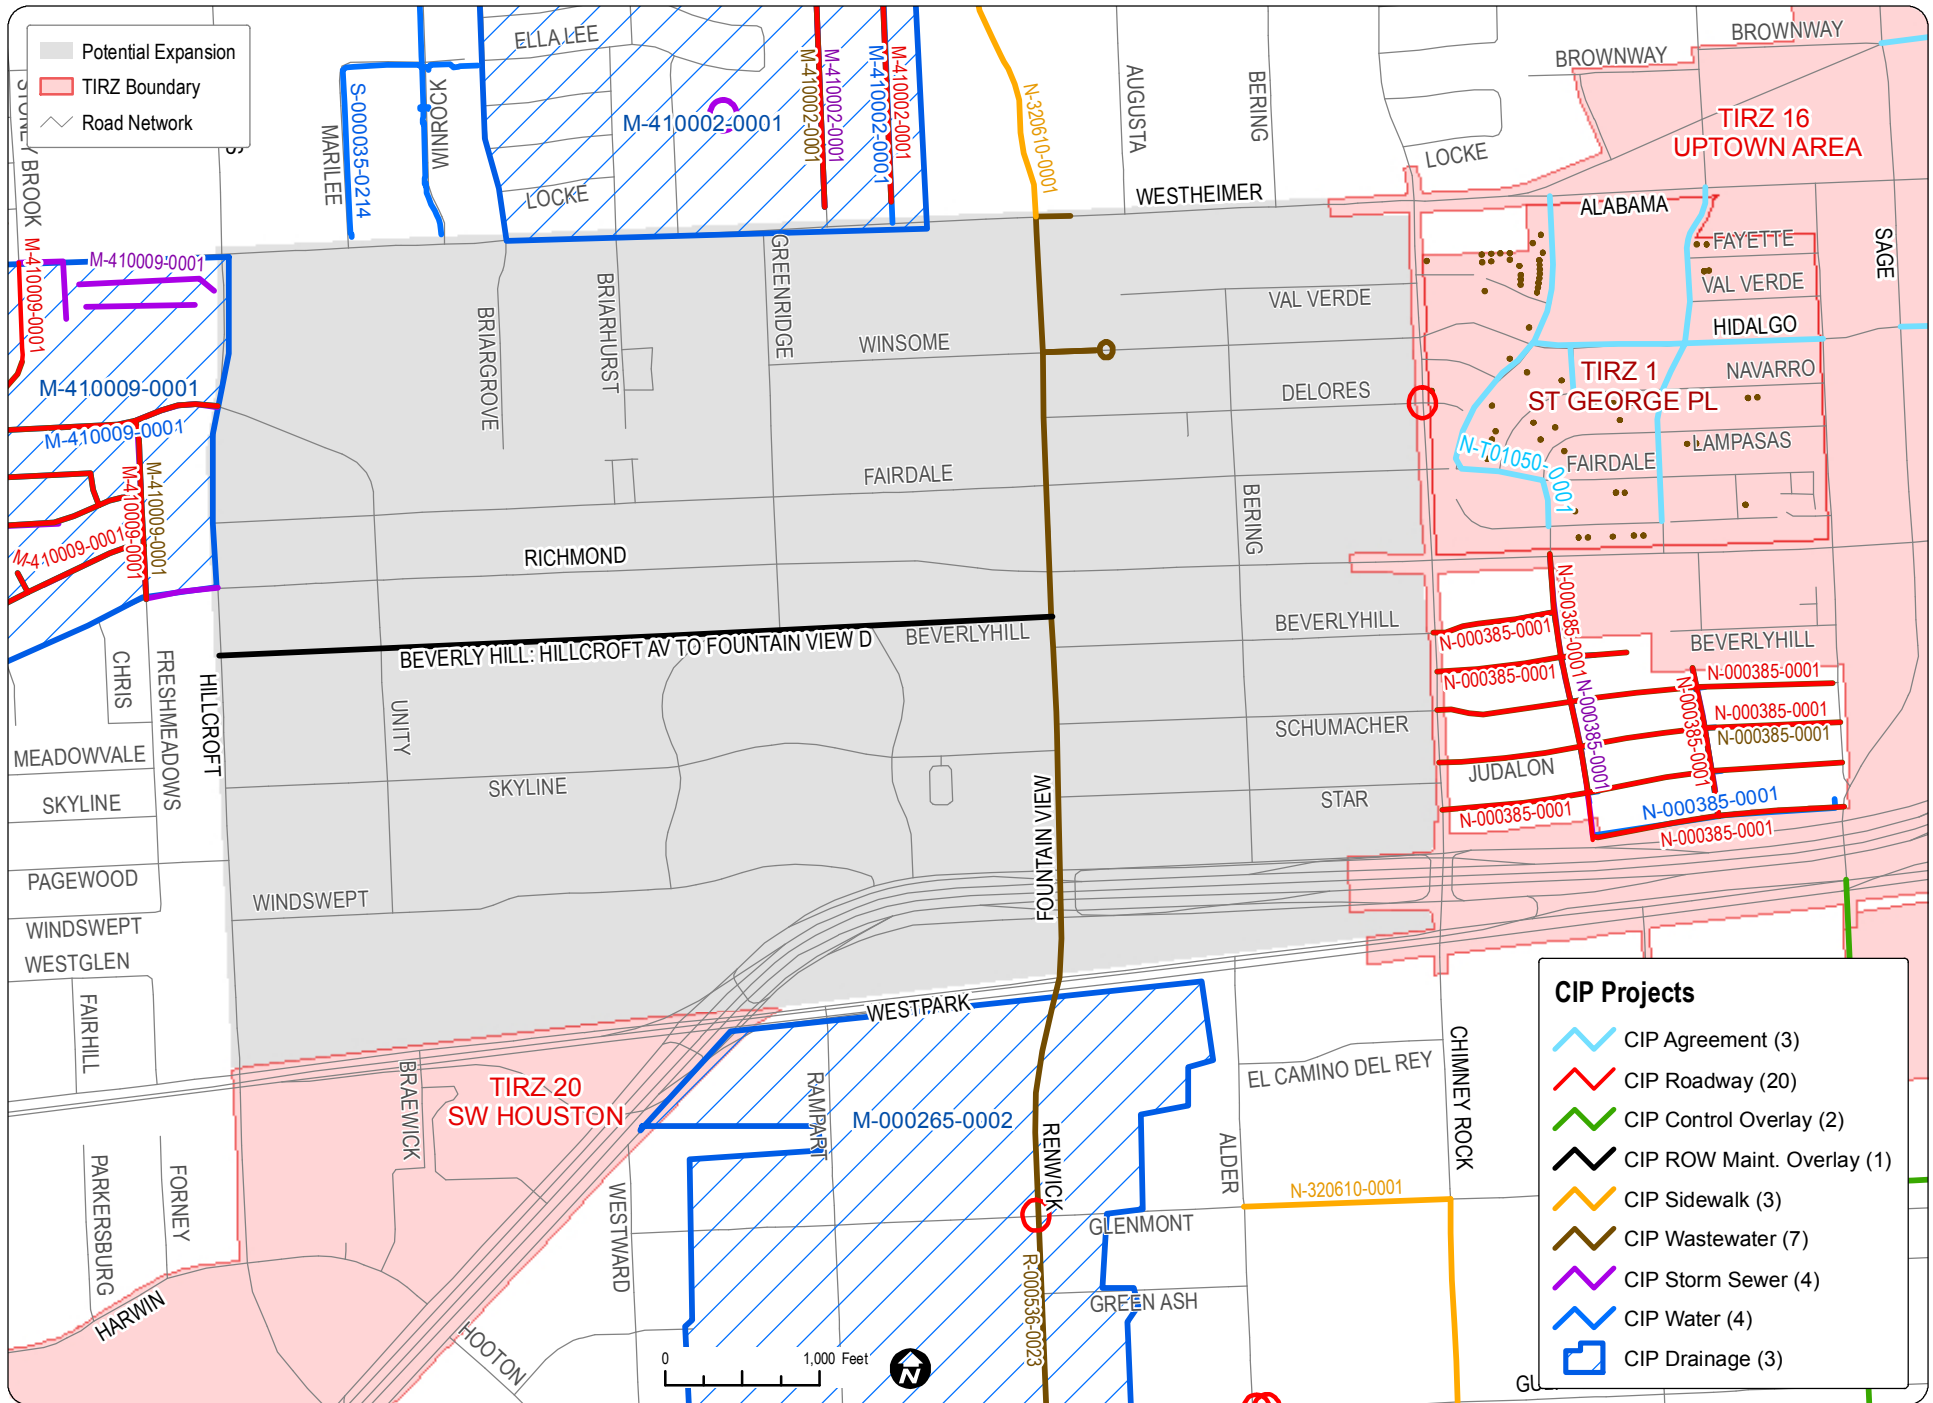 Potential Expansion
TIRZ Boundary
Road Network
ELLA LEE
BROWNWAY
BROWNWAY
STONEY BROOK
MARILEE
S-000035-0214
WINROCK
M-410002-0001
M-410002-0001
M-410002-0001
M-410002-0001
M-410002-0001
N-320610-0001
AUGUSTA
BERING
LOCKE
LOCKE
TIRZ 16
UPTOWN AREA
WESTHEIMER
ALABAMA
SAGE
FAYETTE
VAL VERDE
HIDALGO
NAVARRO
LAMPASAS
FAIRDALE
TIRZ 1
ST GEORGE PL
N-T01050-0001
M-410009-0001
M-410009-0001
M-410009-0001
M-410009-0001
M-410009-0001
M-410009-0001
M-410009-0001
BRIARGROVE
BRIARHURST
GREENRIDGE
WINSOME
VAL VERDE
DELORES
FAIRDALE
BERING
RICHMOND
BEVERLYHILL
BEVERLYHILL
BEVERLYHILL
BEVERLY HILL: HILLCROFT AV TO FOUNTAIN VIEW D
N-000385-0001
N-000385-0001
N-000385-0001
N-000385-0001
N-000385-0001
N-000385-0001
N-000385-0001
N-000385-0001
N-000385-0001
N-000385-0001
N-000385-0001
CHRIS
FRESHMEADOWS
HILLCROFT
UNITY
MEADOWVALE
SKYLINE
SKYLINE
SCHUMACHER
JUDALON
STAR
FOUNTAIN VIEW
PAGEWOOD
WINDSWEPT
WINDSWEPT
WESTGLEN
FAIRHILL
WESTPARK
BRAEWICK
TIRZ 20
SW HOUSTON
RAMPART
M-000265-0002
RENWICK
EL CAMINO DEL REY
ALDER
CHIMNEY ROCK
N-320610-0001
GLENMONT
GREEN ASH
R-000536-0023
PARKERSBURG
FORNEY
HARWIN
HOOTON
WESTWARD
0
1,000 Feet
N
CIP Projects
CIP Agreement (3)
CIP Roadway (20)
CIP Control Overlay (2)
CIP ROW Maint. Overlay (1)
CIP Sidewalk (3)
CIP Wastewater (7)
CIP Storm Sewer (4)
CIP Water (4)
CIP Drainage (3)